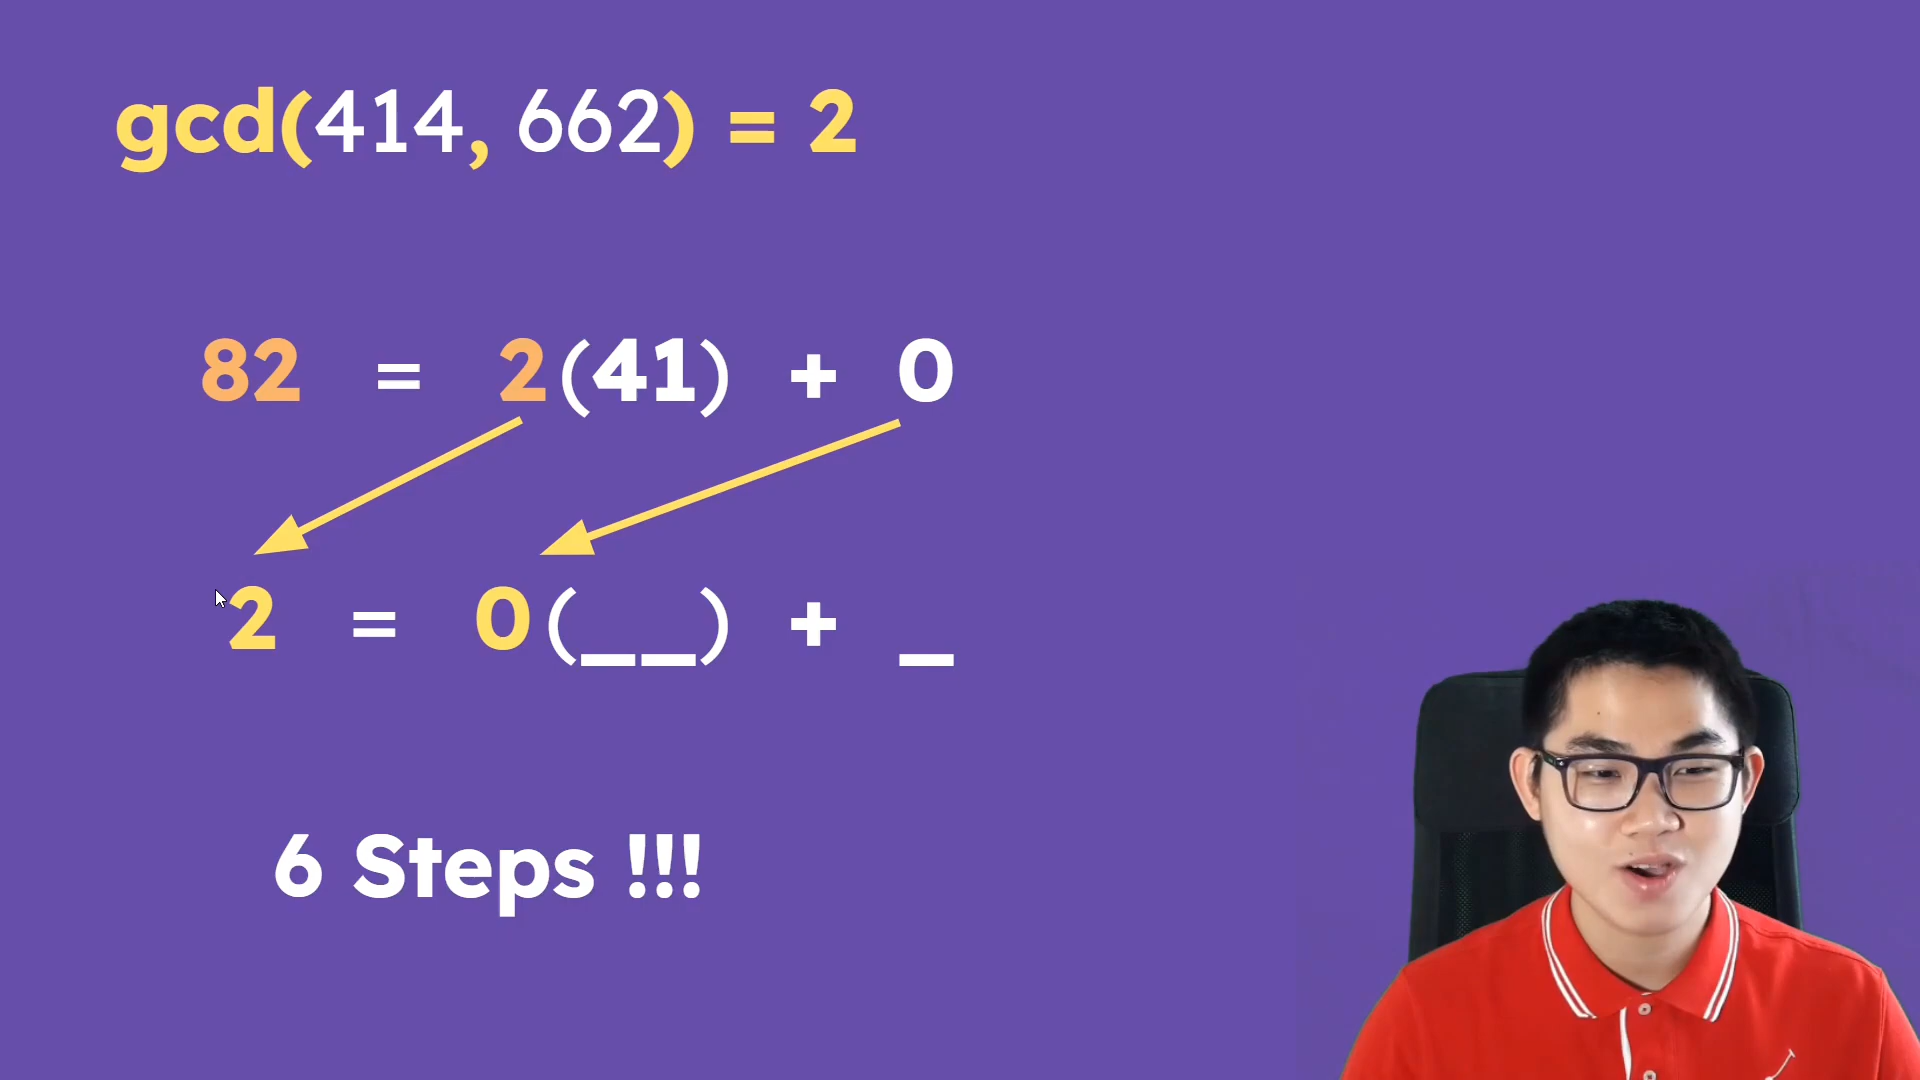 gcd(414, 662) = 2
82 = 2(41) + 0
2 = 0(__) + _
6 Steps !!!